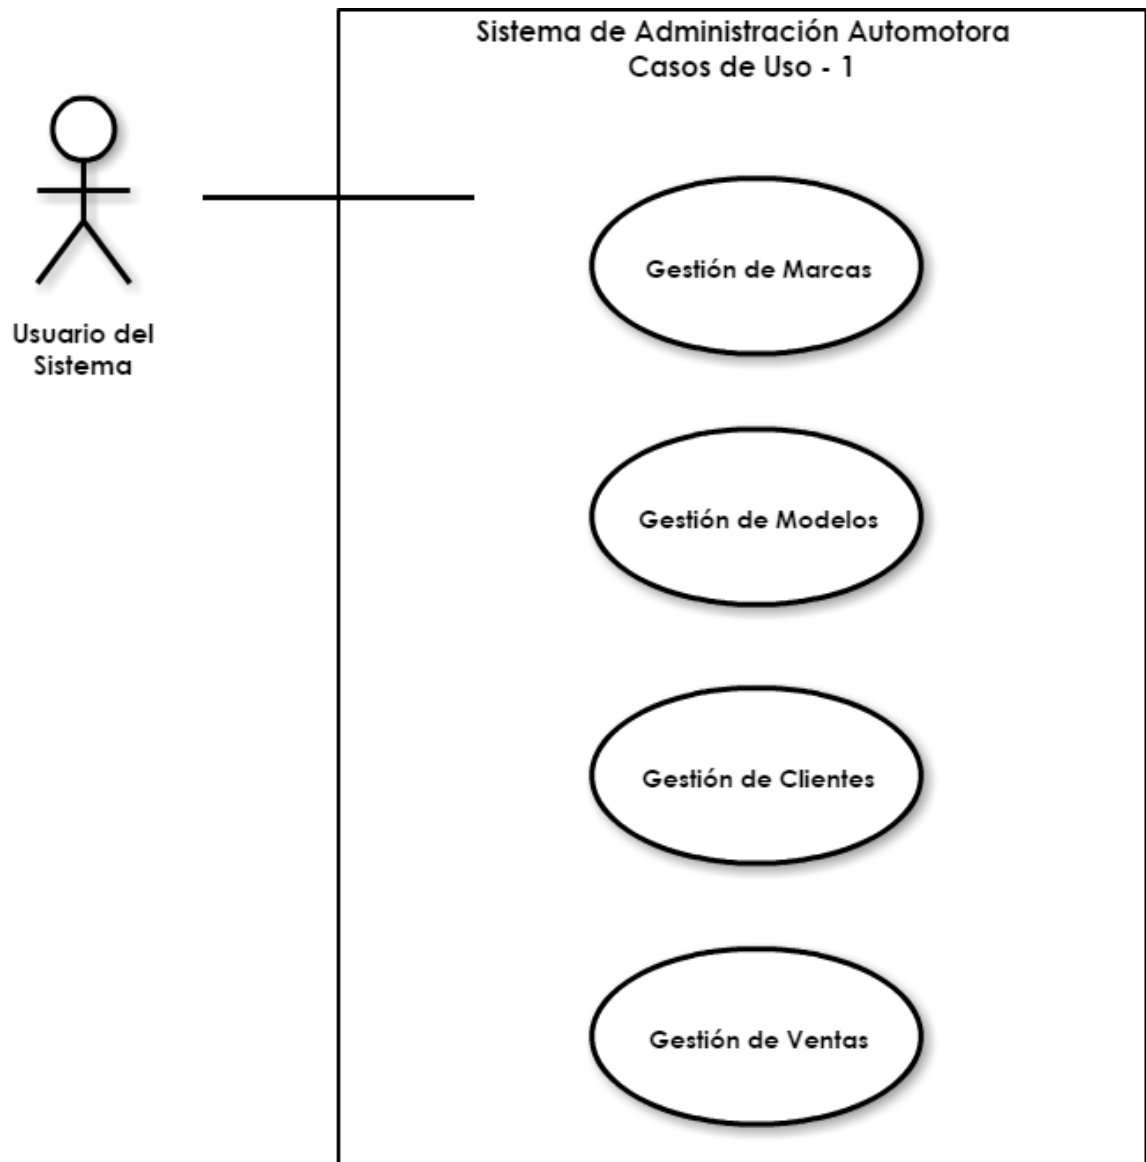 Sistema de Administración Automotora
Casos de Uso - 1
Usuario del
Sistema
Gestión de Marcas
Gestión de Modelos
Gestión de Clientes
Gestión de Ventas